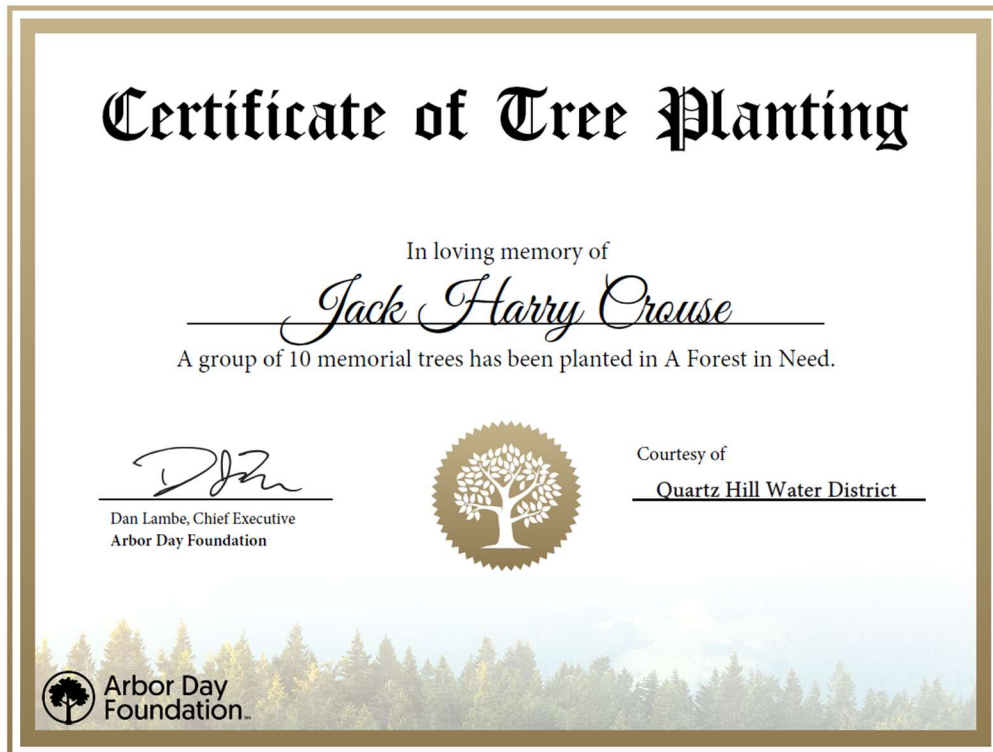 Certificate of Tree Planting
In loving memory of
Jack Harry Crouse
A group of 10 memorial trees has been planted in A Forest in Need.
Courtesy of
Quartz Hill Water District
Dan Lambe, Chief Executive
Arbor Day Foundation
Arbor Day
Foundation